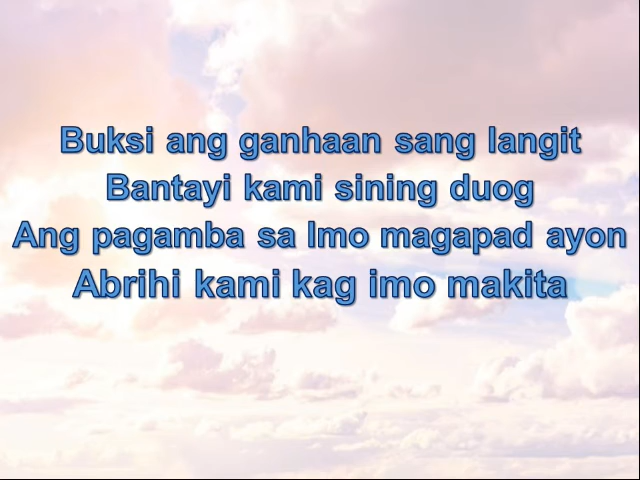 Buksi ang ganhaan sang langit
Bantayi kami sining duog
Ang pagamba sa Imo magapad ayon
Abrihi kami kag imo makita